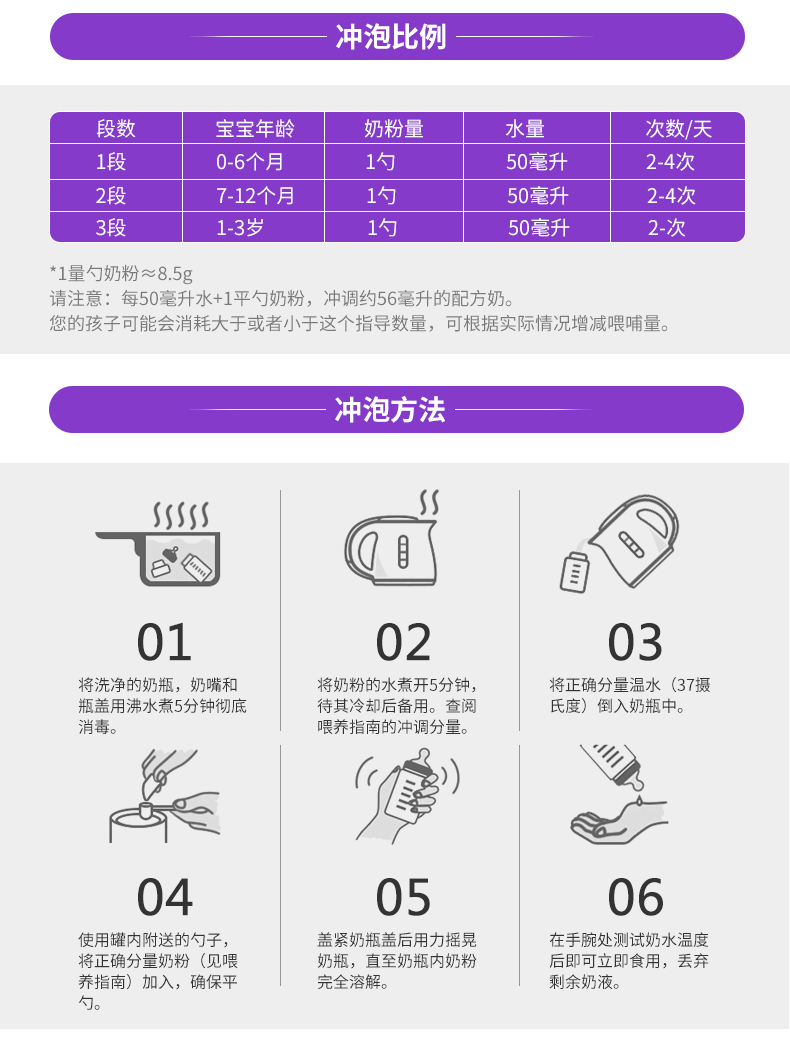 冲泡比例
段数 宝宝年龄 奶粉量 水量 次数/天
1段 0-6个月 1勺 50毫升 2-4次
2段 7-12个月 1勺 50毫升 2-4次
3段 1-3岁 1勺 50毫升 2-次
*1量勺奶粉≈8.5g
请注意：每50毫升水+1平勺奶粉，冲调约56毫升的配方奶。
您的孩子可能会消耗大于或者小于这个指导数量，可根据实际情况增减喂哺量。
冲泡方法
01
将洗净的奶瓶，奶嘴和
瓶盖用沸水煮5分钟彻底
消毒。
02
将奶粉的水煮开5分钟，
待其冷却后备用。查阅
喂养指南的冲调分量。
03
将正确分量温水（37摄
氏度）倒入奶瓶中。
04
使用罐内附送的勺子，
将正确分量奶粉（见喂
养指南）加入，确保平
勺。
05
盖紧奶瓶盖后用力摇晃
奶瓶，直至奶瓶内奶粉
完全溶解。
06
在手腕处测试奶水温度
后即可立即食用，丢弃
剩余奶液。